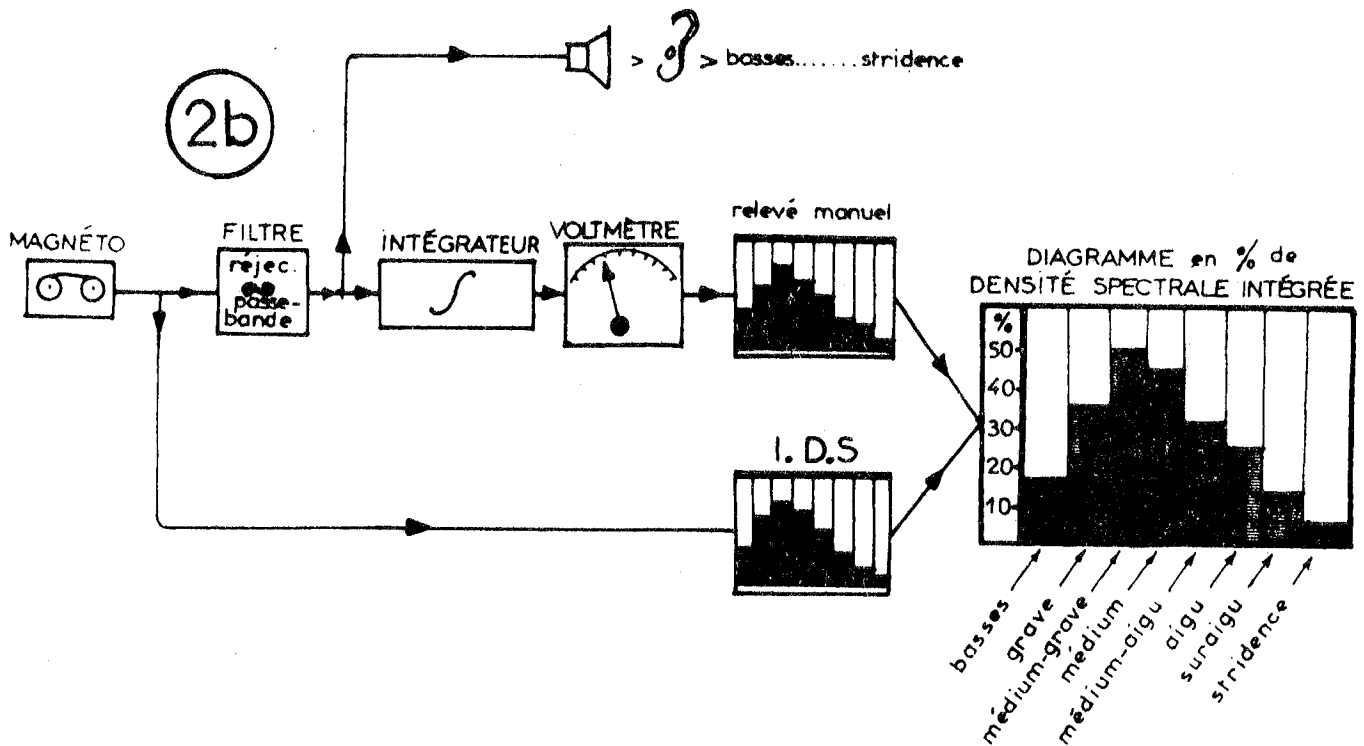 > > basses.......stridence
2b
MAGNÉTO
FILTRE
réjec.
passe-
bande
INTÉGRATEUR
∫
VOLTMÈTRE
relevé manuel
I.D.S
DIAGRAMME en % de
DENSITÉ SPECTRALE INTÉGRÉE
%
50
40
30
20
10
basses
grave
médium-grave
médium
médium-aigu
aigu
suraigu
stridence